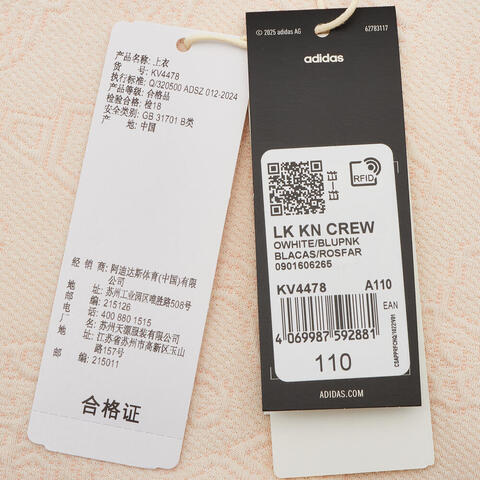 产品名称: 上衣
货 号: KV4478
执行标准: Q/320500 ADSZ 012-2024
产品等级: 合格品
检验合格: 检18
安全类别: GB 31701 B类
产 地: 中国
经 销 商: 阿迪达斯体育(中国)有限公司
地 址: 苏州工业园区唯胜路508号
邮 编: 215126
电 话: 400 880 1515
厂 名: 苏州天源服装有限公司
地 址: 江苏省苏州市高新区玉山路157号
邮 编: 215011
合格证
© 2025 adidas AG
62783117
adidas
RFID
LK KN CREW
OWHITE/BLUPNK
BLACAS/ROSFAR
0901606265
KV4478 A110
EAN
4 069987 592881
110
ADIDAS.COM